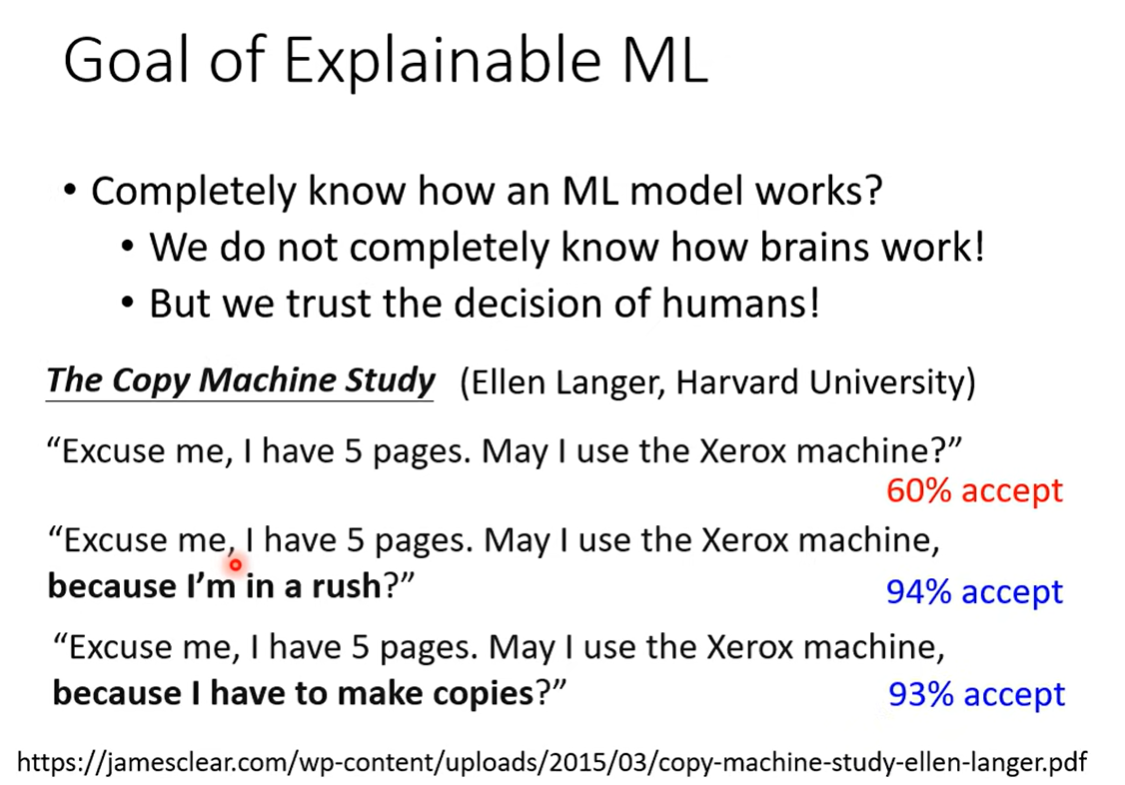 Goal of Explainable ML
• Completely know how an ML model works?
• We do not completely know how brains work!
• But we trust the decision of humans!
The Copy Machine Study (Ellen Langer, Harvard University)
“Excuse me, I have 5 pages. May I use the Xerox machine?”
60% accept
“Excuse me, I have 5 pages. May I use the Xerox machine,
because I’m in a rush?” 94% accept
“Excuse me, I have 5 pages. May I use the Xerox machine,
because I have to make copies?” 93% accept
https://jamesclear.com/wp-content/uploads/2015/03/copy-machine-study-ellen-langer.pdf